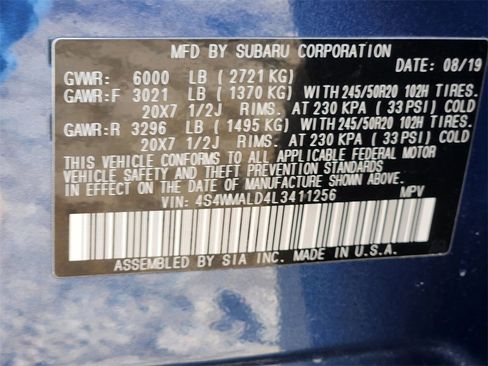 MFD BY SUBARU CORPORATION
DATE: 08/19
GVWR: 6000 LB (2721 KG)
GAWR:F 3021 LB (1370 KG) WITH 245/50R20 102H TIRES.
20X7 1/2J RIMS. AT 230 KPA (33 PSI) COLD
GAWR:R 3296 LB (1495 KG) WITH 245/50R20 102H TIRES.
20X7 1/2J RIMS. AT 230 KPA (33 PSI) COLD
THIS VEHICLE CONFORMS TO ALL APPLICABLE FEDERAL MOTOR
VEHICLE SAFETY AND THEFT PREVENTION STANDARDS
IN EFFECT ON THE DATE OF MANUFACTURE SHOWN ABOVE.
VIN: 4S4WMALD4L3411256 MPV
ASSEMBLED BY SIA INC. MADE IN U.S.A.